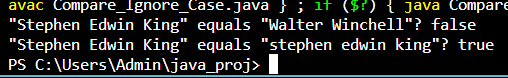 avac Compare_Ignore_Case.java } ; if ($?) { java Compare
"Stephen Edwin King" equals "Walter Winchell"? false
"Stephen Edwin King" equals "stephen edwin king"? true
PS C:\Users\Admin\java_proj>